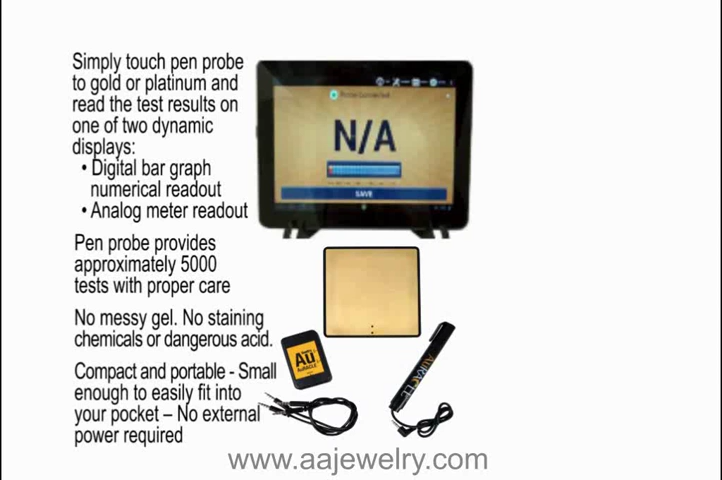 Simply touch pen probe
to gold or platinum and
read the test results on
one of two dynamic
displays:
• Digital bar graph
numerical readout
• Analog meter readout
Pen probe provides
approximately 5000
tests with proper care
No messy gel. No staining
chemicals or dangerous acid.
Compact and portable - Small
enough to easily fit into
your pocket – No external
power required
Probe Connected
N/A
SAVE
Au
AuRACLE
AuRACLE
www.aajewelry.com